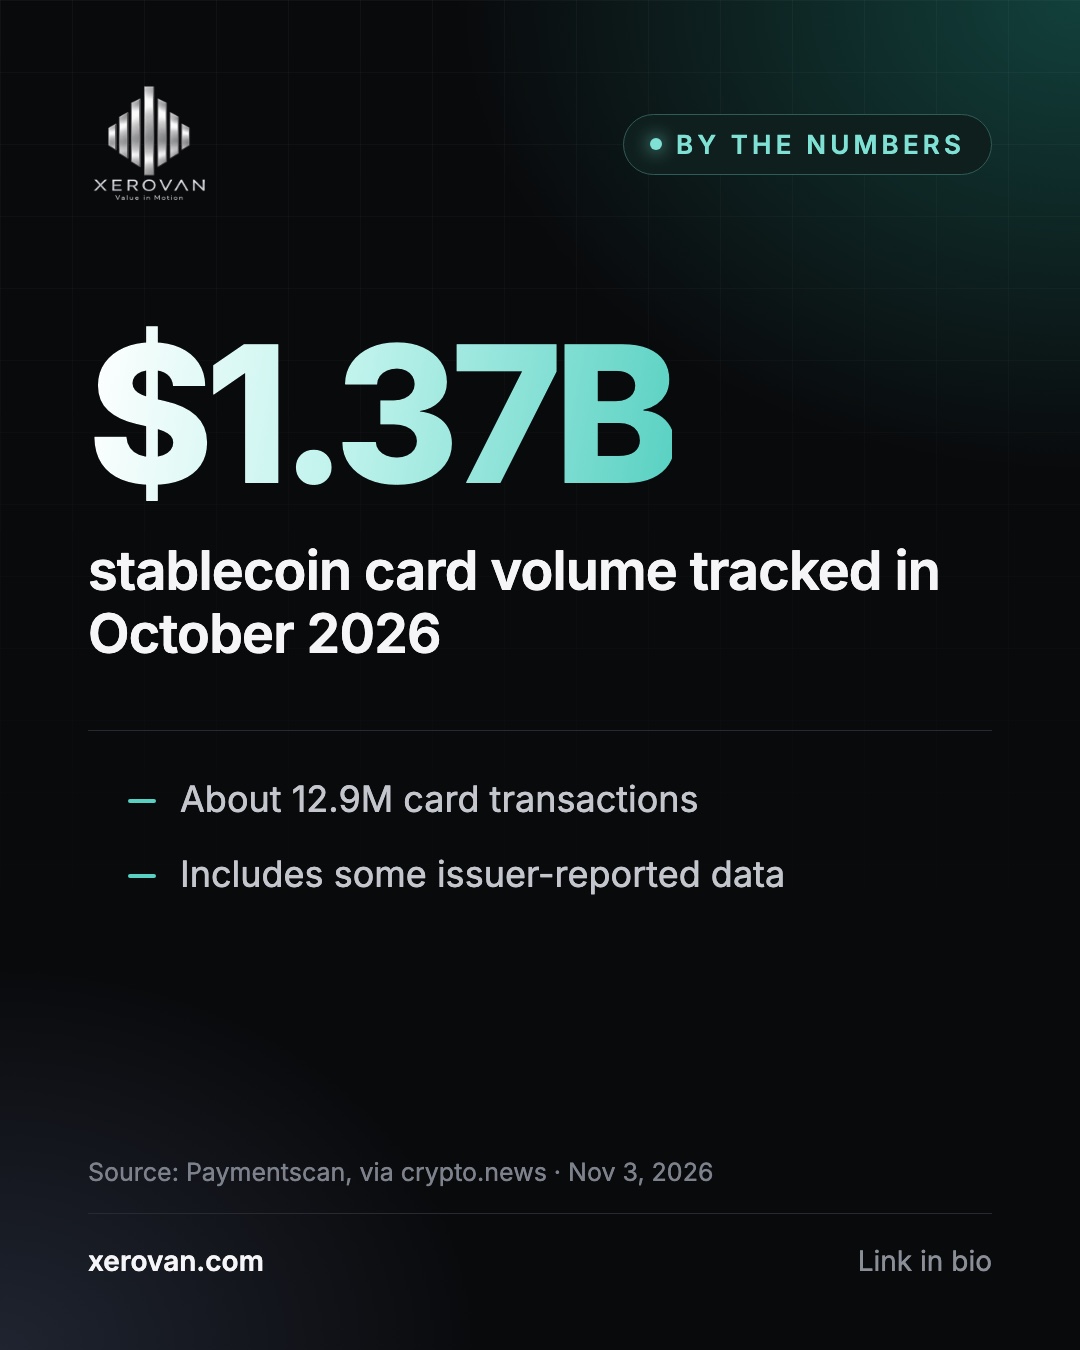 XEROVAN
Value in Motion
BY THE NUMBERS
$1.37B
stablecoin card volume tracked in
October 2026
About 12.9M card transactions
Includes some issuer-reported data
Source: Paymentscan, via crypto.news · Nov 3, 2026
xerovan.com
Link in bio